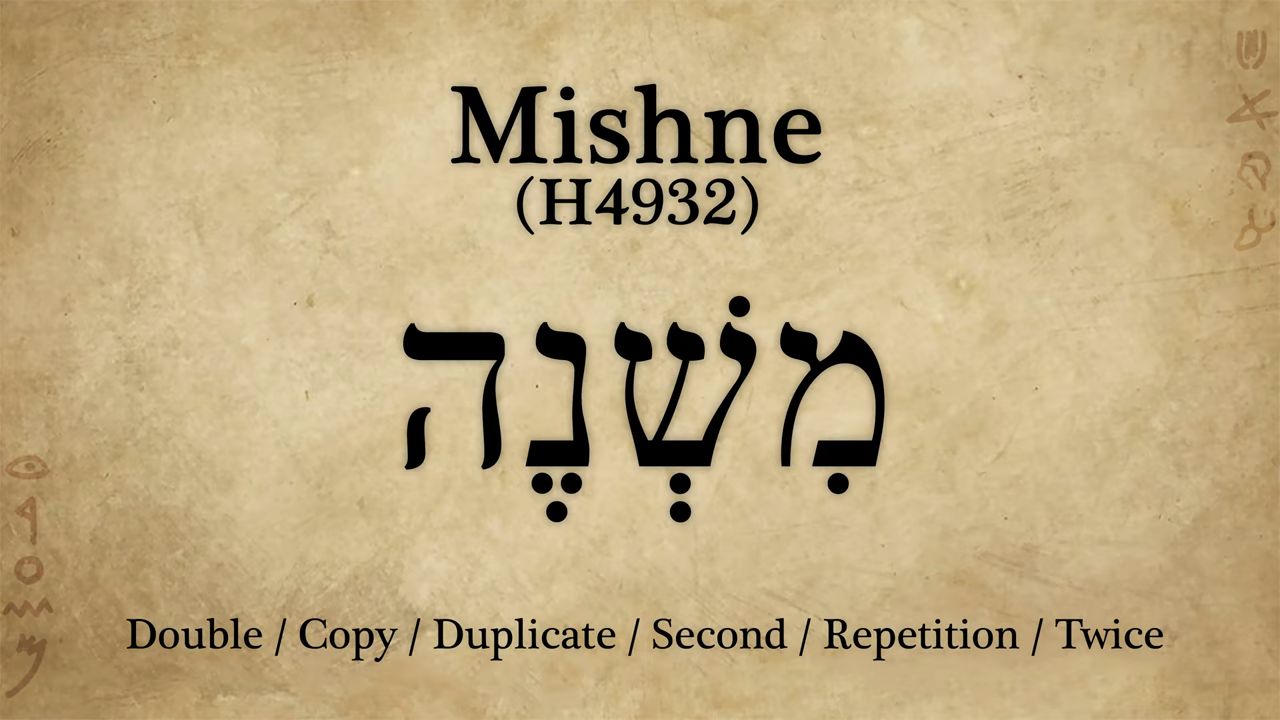 Mishne
(H4932)
מִשְׁנֶה
Double / Copy / Duplicate / Second / Repetition / Twice